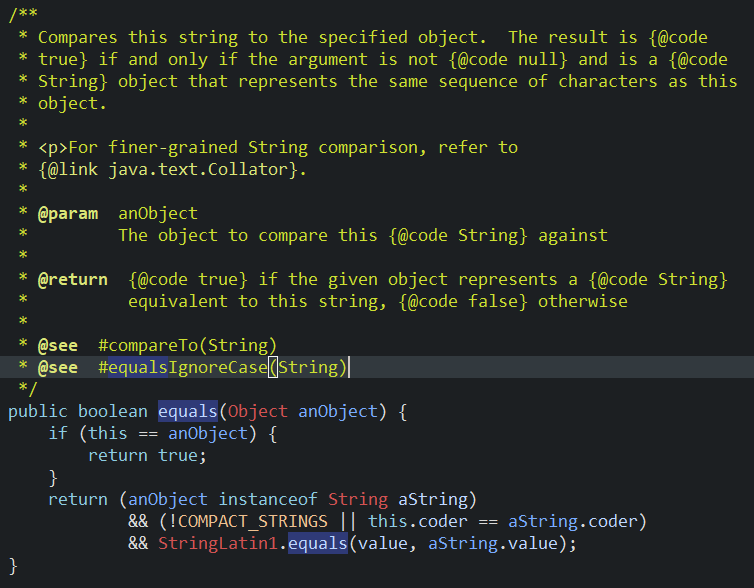 /**
 * Compares this string to the specified object.  The result is {@code
 * true} if and only if the argument is not {@code null} and is a {@code
 * String} object that represents the same sequence of characters as this
 * object.
 *
 * <p>For finer-grained String comparison, refer to
 * {@link java.text.Collator}.
 *
 * @param  anObject
 *         The object to compare this {@code String} against
 *
 * @return  {@code true} if the given object represents a {@code String}
 *          equivalent to this string, {@code false} otherwise
 *
 * @see  #compareTo(String)
 * @see  #equalsIgnoreCase(String)
 */
public boolean equals(Object anObject) {
    if (this == anObject) {
        return true;
    }
    return (anObject instanceof String aString)
            && (!COMPACT_STRINGS || this.coder == aString.coder)
            && StringLatin1.equals(value, aString.value);
}